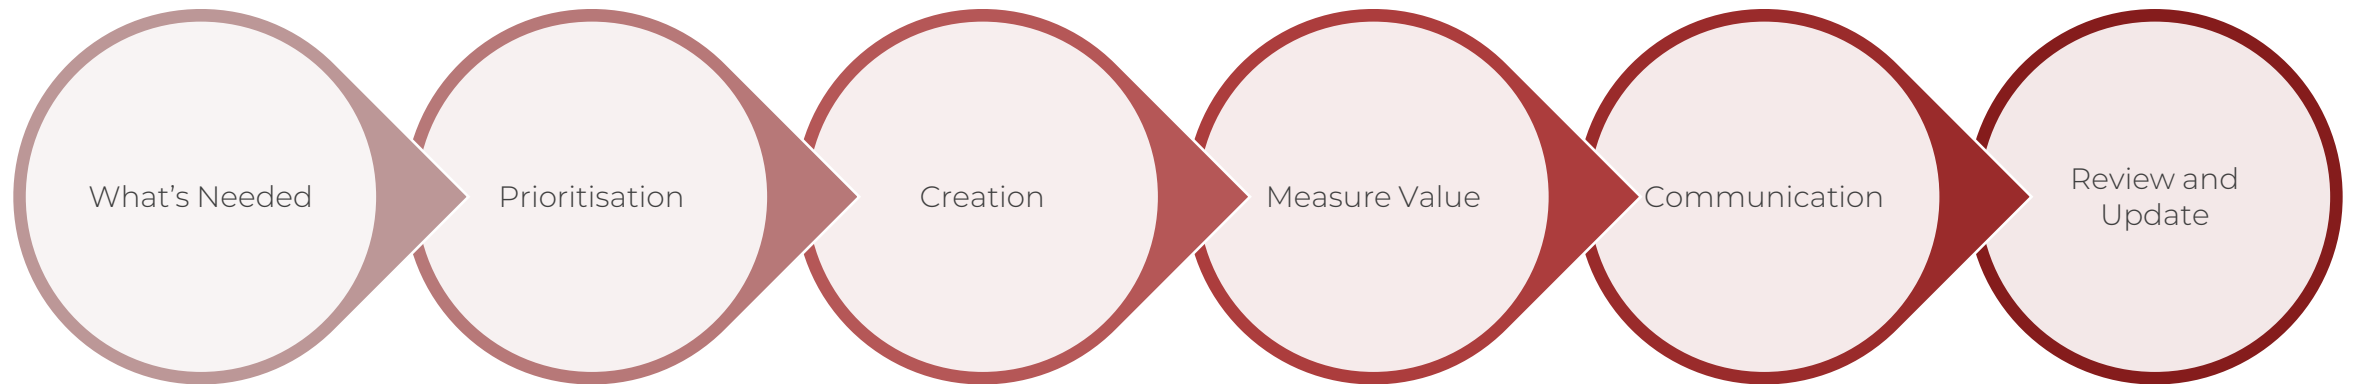 What’s Needed
Prioritisation
Creation
Measure Value
Communication
Review and
Update